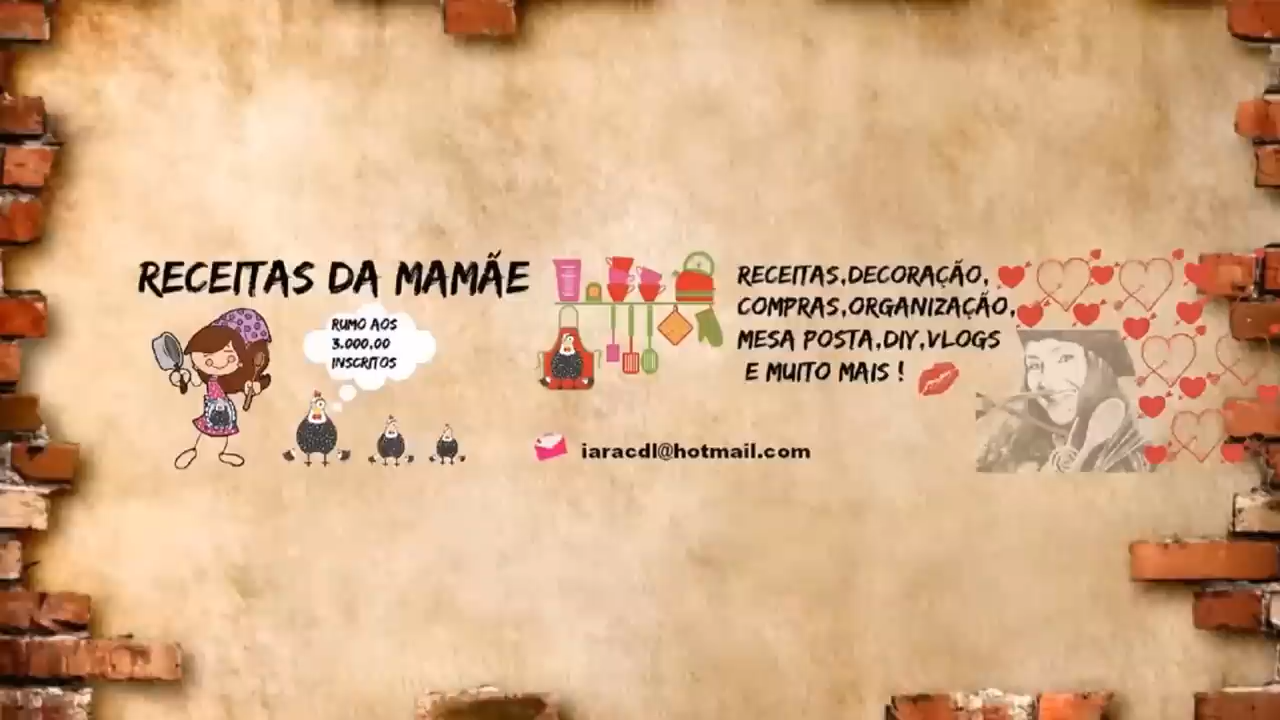 RECEITAS DA MAMÃE
RUMO AOS
3.000,00
INSCRITOS
RECEITAS,DECORAÇÃO,
COMPRAS,ORGANIZAÇÃO,
MESA POSTA,DIY,VLOGS
E MUITO MAIS !
iaracdl@hotmail.com